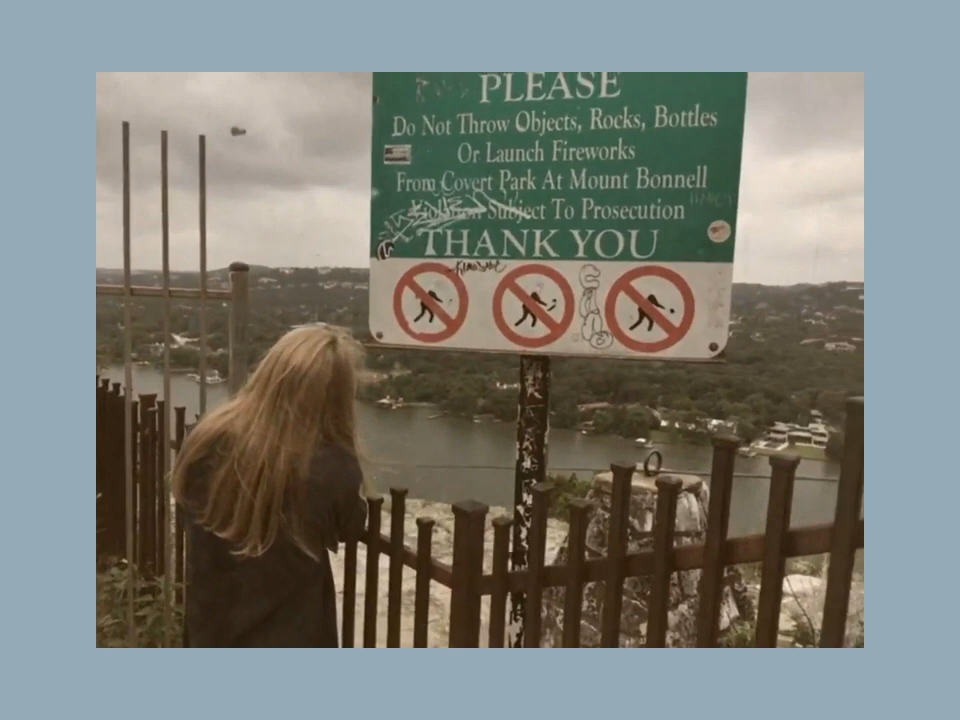 PLEASE
Do Not Throw Objects, Rocks, Bottles
Or Launch Fireworks
From Covert Park At Mount Bonnell
Violation Subject To Prosecution
THANK YOU